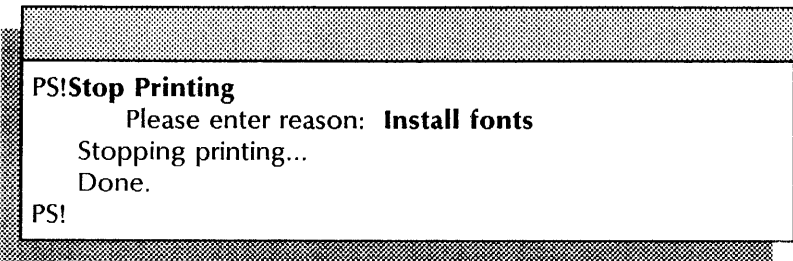 PS!Stop Printing
Please enter reason: Install fonts
Stopping printing...
Done.
PS!